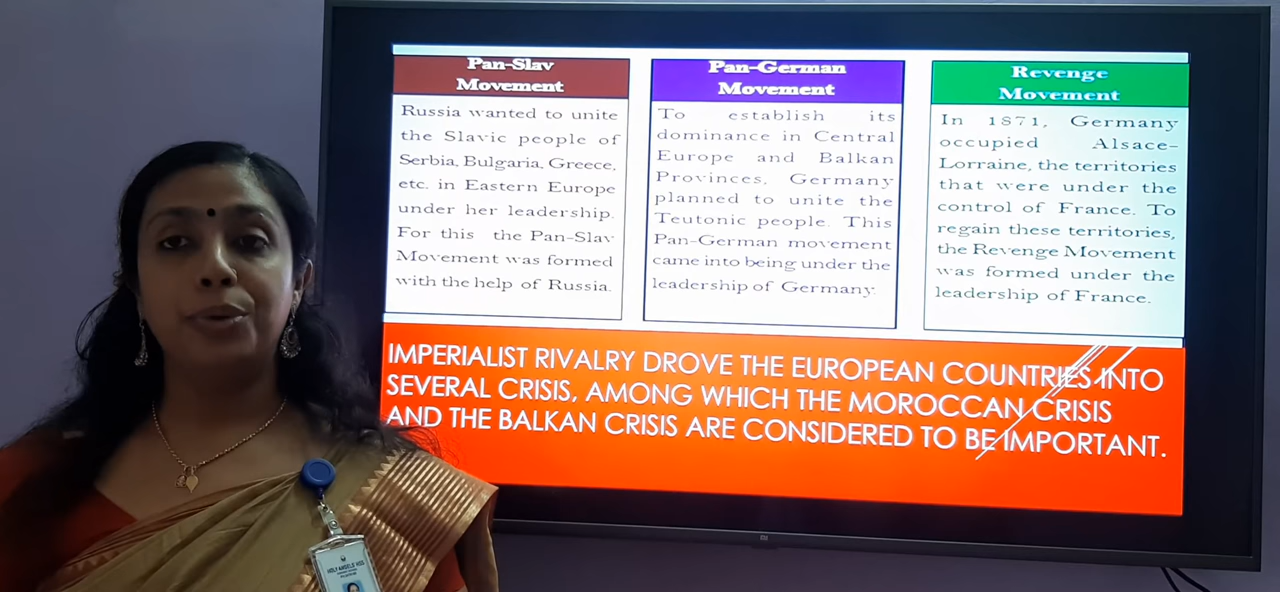 Pan-Slav
Movement
Russia wanted to unite
the Slavic people of
Serbia, Bulgaria, Greece,
etc. in Eastern Europe
under her leadership.
For this the Pan-Slav
Movement was formed
with the help of Russia.
Pan-German
Movement
To establish its
dominance in Central
Europe and Balkan
Provinces, Germany
planned to unite the
Teutonic people. This
Pan-German movement
came into being under the
leadership of Germany.
Revenge
Movement
In 1871, Germany
occupied Alsace-
Lorraine, the territories
that were under the
control of France. To
regain these territories,
the Revenge Movement
was formed under the
leadership of France.
IMPERIALIST RIVALRY DROVE THE EUROPEAN COUNTRIES INTO
SEVERAL CRISIS, AMONG WHICH THE MOROCCAN CRISIS
AND THE BALKAN CRISIS ARE CONSIDERED TO BE IMPORTANT.
mi
HOLY ANGELS HSS